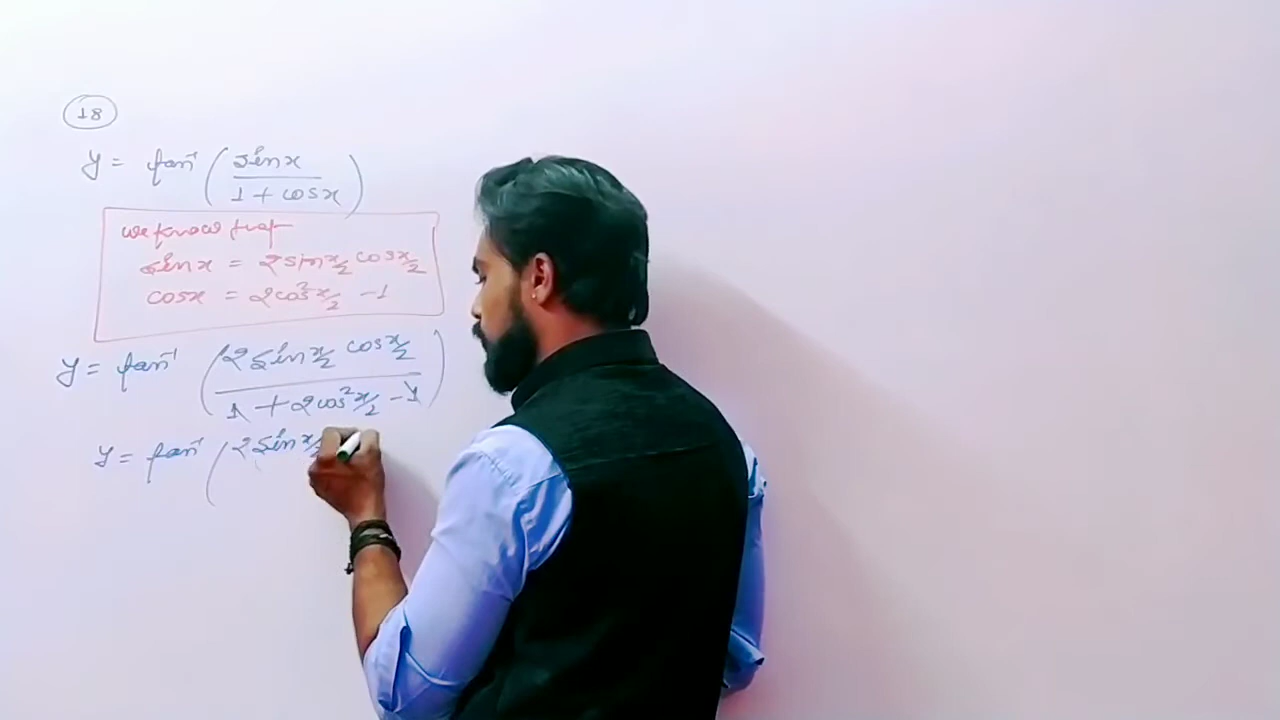 18
y = tan⁻¹ ( sinx / 1 + cosx )
we know that
sinx = 2 sin x/2 cos x/2
cosx = 2cos² x/2 - 1
y = tan⁻¹ ( 2 sin x/2 cos x/2 / 1 + 2cos² x/2 - 1 )
y = tan⁻¹ ( 2 sin x/